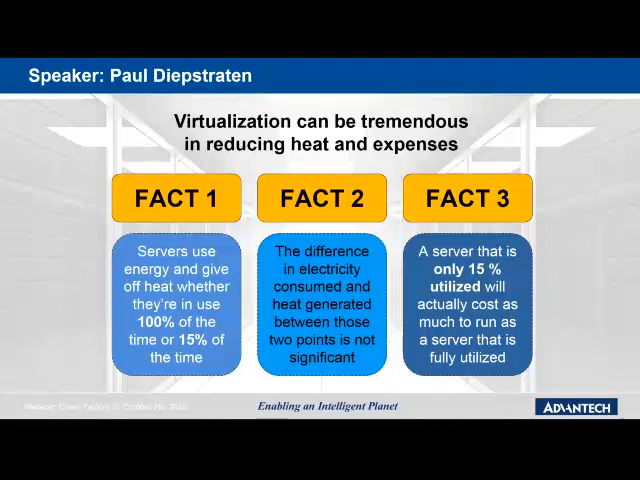 Speaker: Paul Diepstraten
Virtualization can be tremendous
in reducing heat and expenses
FACT 1
FACT 2
FACT 3
Servers use
energy and give
off heat whether
they're in use
100% of the
time or 15% of
the time
The difference
in electricity
consumed and
heat generated
between those
two points is not
significant
A server that is
only 15 %
utilized will
actually cost as
much to run as
a server that is
fully utilized
Enabling an Intelligent Planet
ADVANTECH